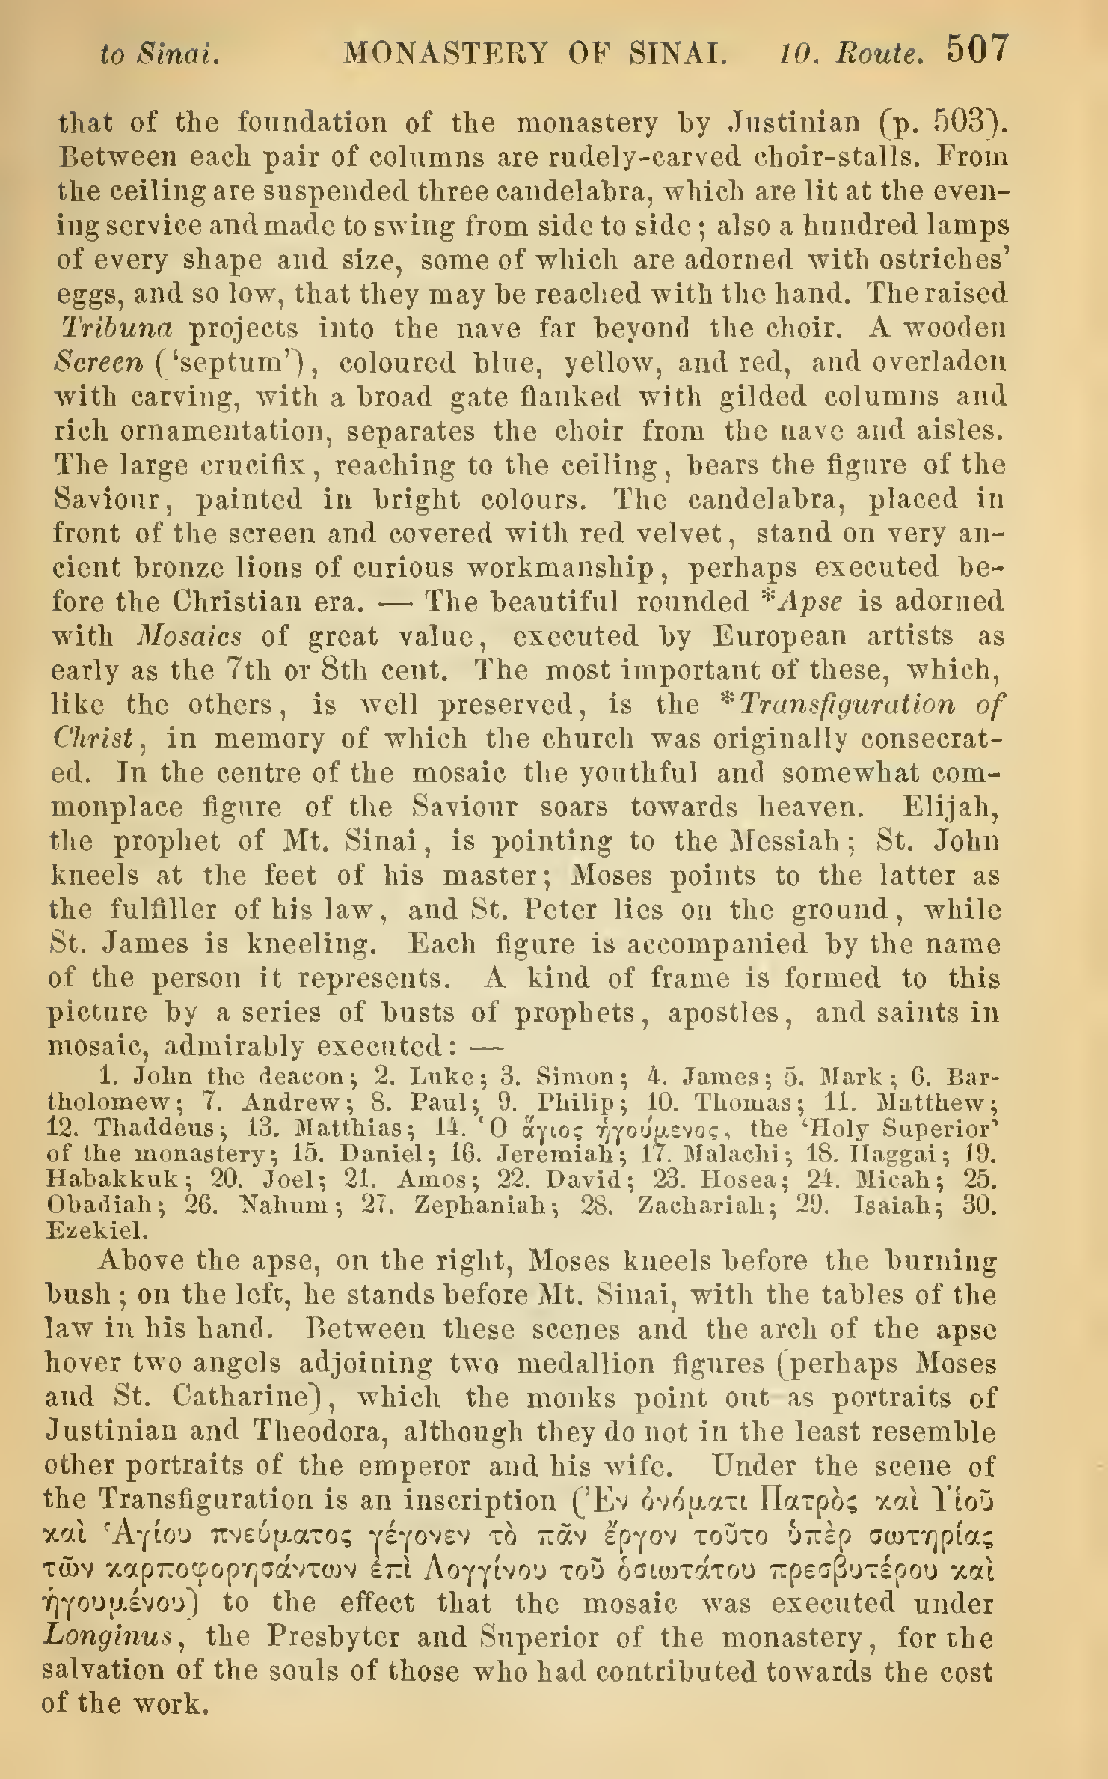 to Sinai. MONASTERY OF SINAI. 10. Route. 507
that of the foundation of the monastery by Justinian (p. 503).
Between each pair of columns are rudely-carved choir-stalls. From
the ceiling are suspended three candelabra, which are lit at the even-
ing service and made to swing from side to side; also a hundred lamps
of every shape and size, some of which are adorned with ostriches'
eggs, and so low, that they may be reached with the hand. The raised
Tribuna projects into the nave far beyond the choir. A wooden
Screen ('septum'), coloured blue, yellow, and red, and overladen
with carving, with a broad gate flanked with gilded columns and
rich ornamentation, separates the choir from the nave and aisles.
The large crucifix, reaching to the ceiling, bears the figure of the
Saviour, painted in bright colours. The candelabra, placed in
front of the screen and covered with red velvet, stand on very an-
cient bronze lions of curious workmanship, perhaps executed be-
fore the Christian era. — The beautiful rounded *Apse is adorned
with Mosaics of great value, executed by European artists as
early as the 7th or 8th cent. The most important of these, which,
like the others, is well preserved, is the *Transfiguration of
Christ, in memory of which the church was originally consecrat-
ed. In the centre of the mosaic the youthful and somewhat com-
monplace figure of the Saviour soars towards heaven. Elijah,
the prophet of Mt. Sinai, is pointing to the Messiah; St. John
kneels at the feet of his master; Moses points to the latter as
the fulfiller of his law, and St. Peter lies on the ground, while
St. James is kneeling. Each figure is accompanied by the name
of the person it represents. A kind of frame is formed to this
picture by a series of busts of prophets, apostles, and saints in
mosaic, admirably executed: —
1. John the deacon; 2. Luke; 3. Simon; 4. James; 5. Mark; 6. Bar-
tholomew; 7. Andrew; 8. Paul; 9. Philip; 10. Thomas; 11. Matthew;
12. Thaddeus; 13. Matthias; 14. Ὁ ἅγιος ἡγούμενος, the 'Holy Superior'
of the monastery; 15. Daniel; 16. Jeremiah; 17. Malachi; 18. Haggai; 19.
Habakkuk; 20. Joel; 21. Amos; 22. David; 23. Hosea; 24. Micah; 25.
Obadiah; 26. Nahum; 27. Zephaniah; 28. Zachariah; 29. Isaiah; 30.
Ezekiel.
Above the apse, on the right, Moses kneels before the burning
bush; on the left, he stands before Mt. Sinai, with the tables of the
law in his hand. Between these scenes and the arch of the apse
hover two angels adjoining two medallion figures (perhaps Moses
and St. Catharine), which the monks point out as portraits of
Justinian and Theodora, although they do not in the least resemble
other portraits of the emperor and his wife. Under the scene of
the Transfiguration is an inscription (Ἐν ὀνόματι Πατρὸς καὶ Υἱοῦ
καὶ Ἁγίου πνεύματος γέγονεν τὸ πᾶν ἔργον τοῦτο ὑπὲρ σωτηρίας
τῶν καρποφορησάντων ἐπὶ Λογγίνου τοῦ ὁσιωτάτου πρεσβυτέρου καὶ
ἡγουμένου) to the effect that the mosaic was executed under
Longinus, the Presbyter and Superior of the monastery, for the
salvation of the souls of those who had contributed towards the cost
of the work.